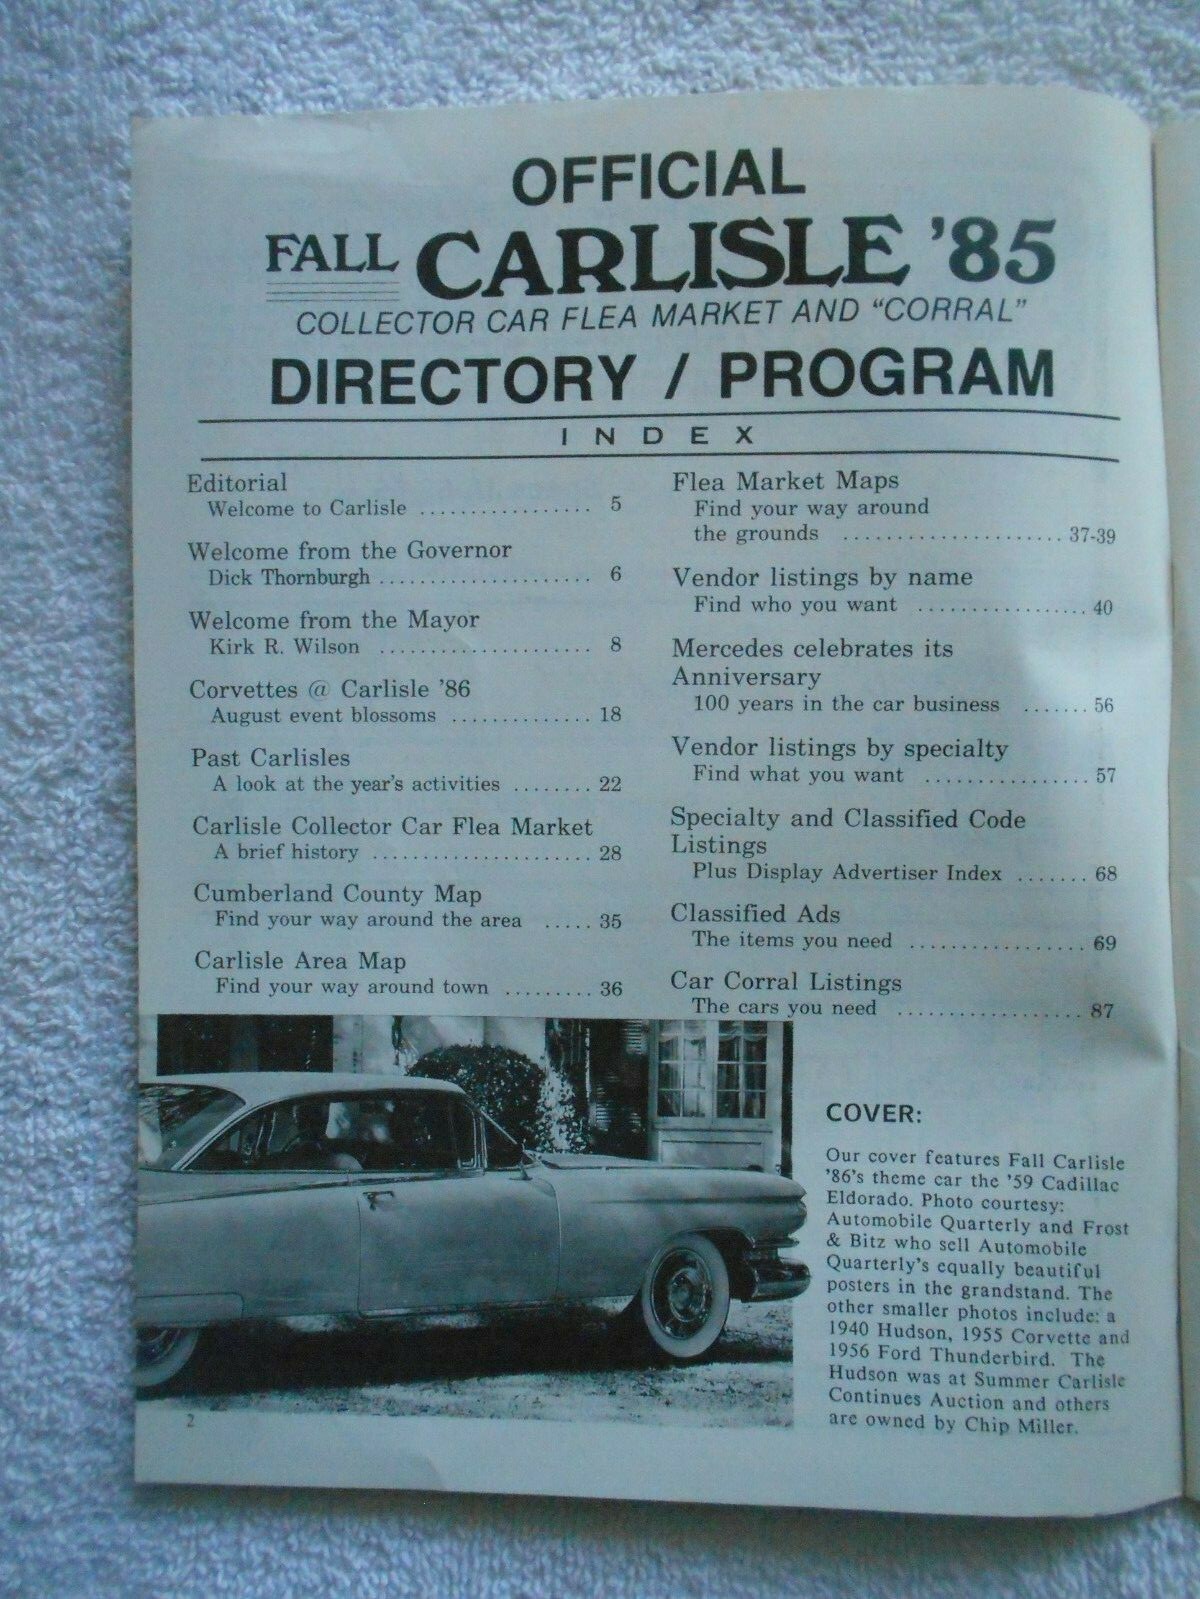 OFFICIAL
FALL CARLISLE '85
COLLECTOR CAR FLEA MARKET AND "CORRAL"
DIRECTORY / PROGRAM
INDEX
Editorial
Welcome to Carlisle ................. 5
Welcome from the Governor
Dick Thornburgh ..................... 6
Welcome from the Mayor
Kirk R. Wilson ..................... 8
Corvettes @ Carlisle '86
August event blossoms .............. 18
Past Carlisles
A look at the year's activities ........ 22
Carlisle Collector Car Flea Market
A brief history ...................... 28
Cumberland County Map
Find your way around the area ..... 35
Carlisle Area Map
Find your way around town ......... 36
Flea Market Maps
Find your way around
the grounds ..................... 37-39
Vendor listings by name
Find who you want ................. 40
Mercedes celebrates its
Anniversary
100 years in the car business ....... 56
Vendor listings by specialty
Find what you want ................ 57
Specialty and Classified Code
Listings
Plus Display Advertiser Index ....... 68
Classified Ads
The items you need ................. 69
Car Corral Listings
The cars you need .................. 87
COVER:
Our cover features Fall Carlisle
'86's theme car the '59 Cadillac
Eldorado. Photo courtesy:
Automobile Quarterly and Frost
& Bitz who sell Automobile
Quarterly's equally beautiful
posters in the grandstand. The
other smaller photos include: a
1940 Hudson, 1955 Corvette and
1956 Ford Thunderbird. The
Hudson was at Summer Carlisle
Continues Auction and others
are owned by Chip Miller.
2